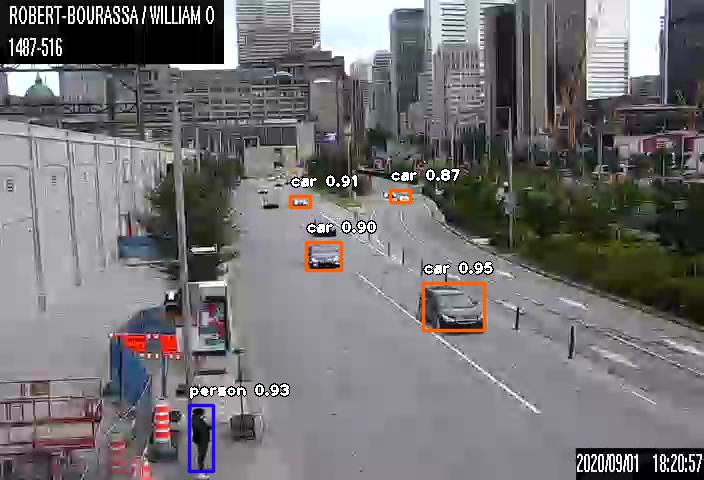 ROBERT-BOURASSA / WILLIAM O
1487-516
car 0.87
car 0.91
car 0.90
car 0.95
person 0.93
2020/09/01 18:20:57